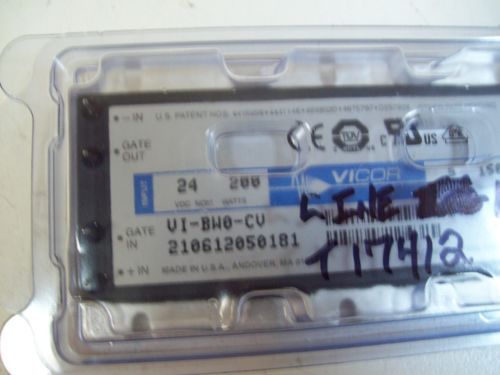 - IN
U.S. PATENT NOS.
GATE
OUT
CE TÜV C US
INPUT 24 200 VICOR
VDC NOM. WATTS
VI-BW0-CV
LINE
GATE
IN
210612050181
T17412
+ IN
MADE IN U.S.A., ANDOVER, MA